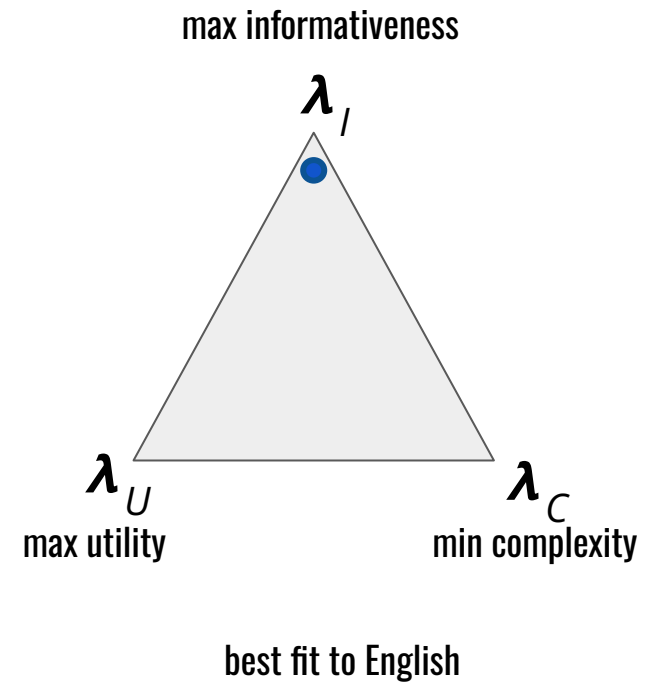 max informativeness
λ I
λ U
λ C
max utility
min complexity
best fit to English